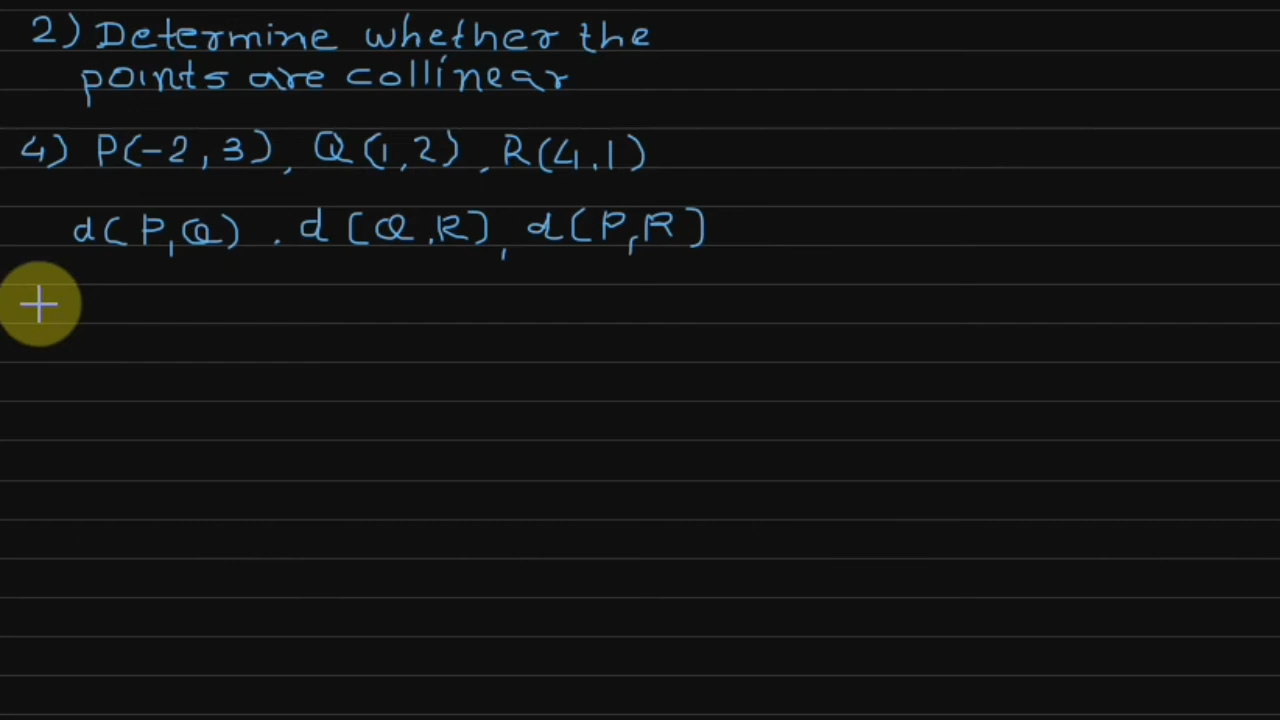 2) Determine whether the
points are collinear
4) P(-2, 3), Q(1,2), R(4,1)
d(P,Q). d(Q,R), d(P,R)